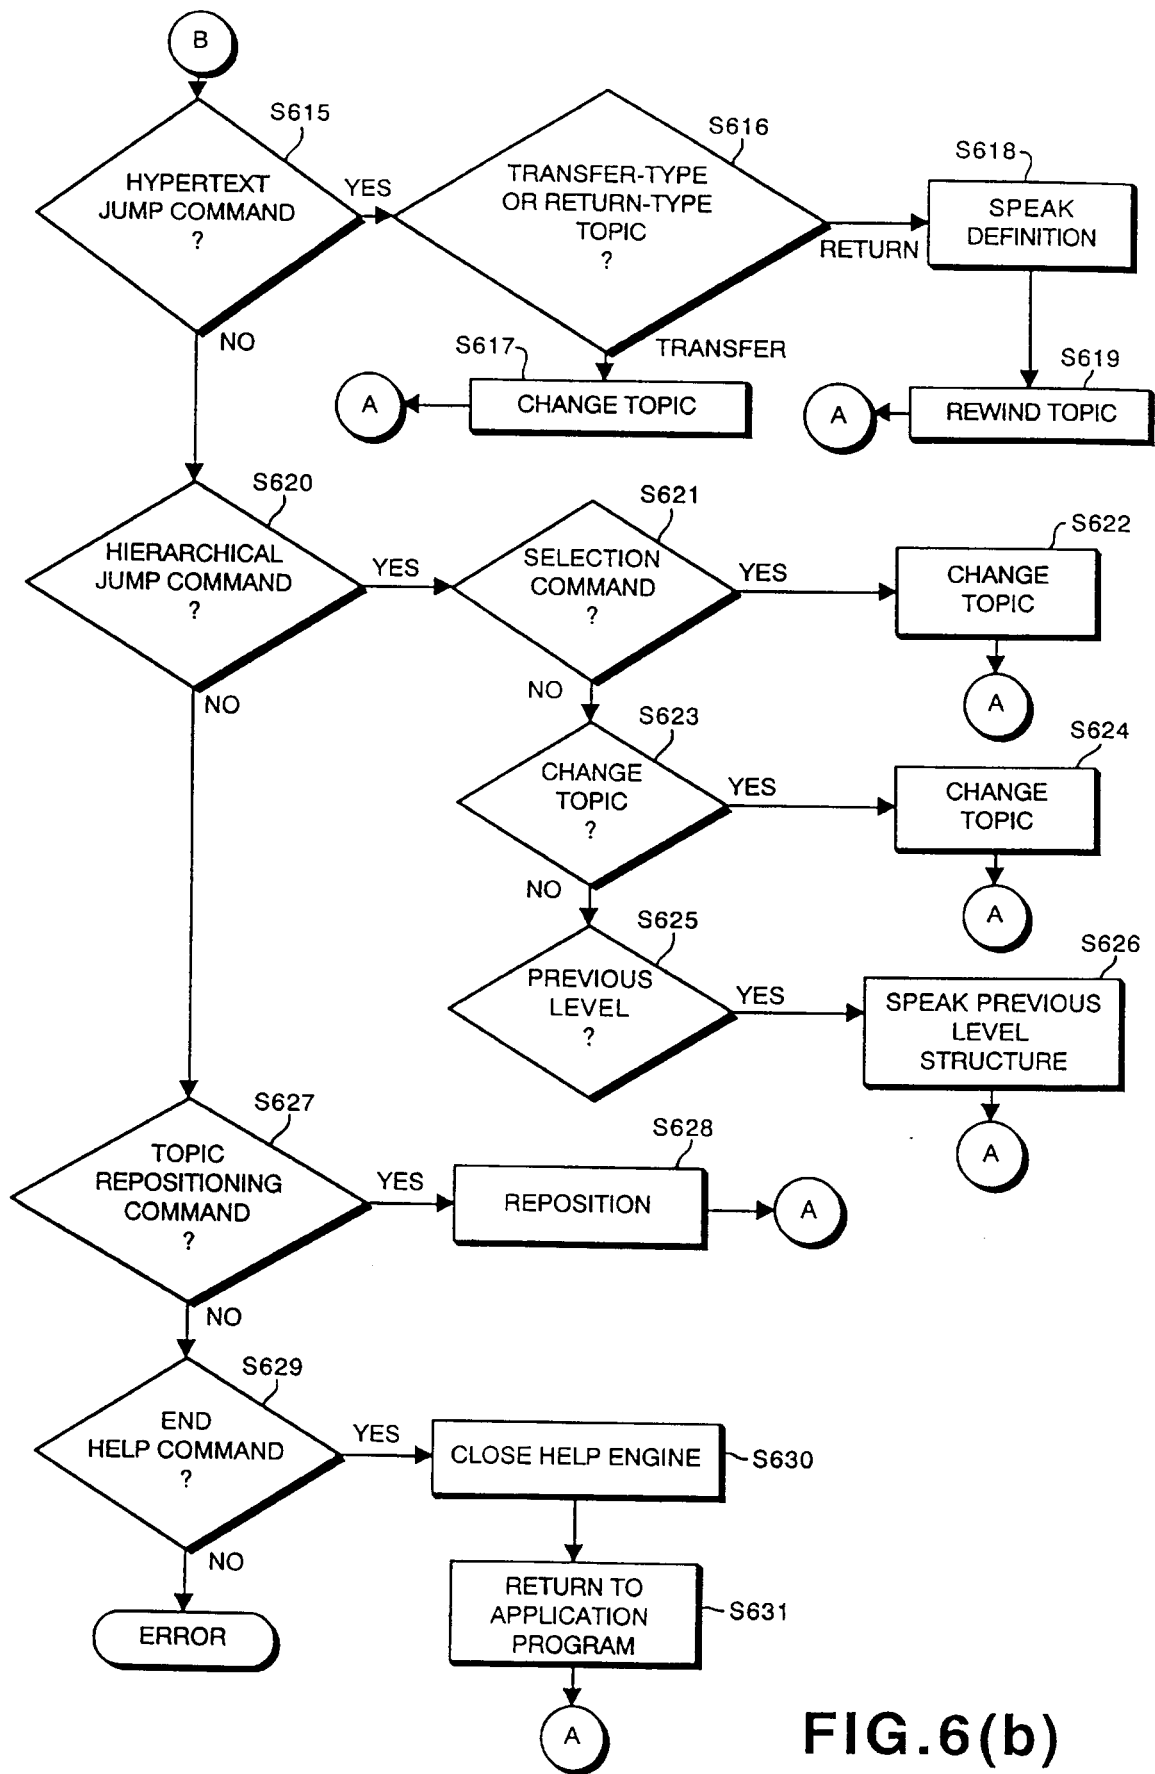 B
S615
HYPERTEXT
JUMP COMMAND
?
YES
NO
S616
TRANSFER-TYPE
OR RETURN-TYPE
TOPIC
?
RETURN
TRANSFER
S618
SPEAK
DEFINITION
S617
CHANGE TOPIC
A
S619
REWIND TOPIC
A
S620
HIERARCHICAL
JUMP COMMAND
?
YES
NO
S621
SELECTION
COMMAND
?
YES
NO
S622
CHANGE
TOPIC
A
S623
CHANGE
TOPIC
?
YES
NO
S624
CHANGE
TOPIC
A
S625
PREVIOUS
LEVEL
?
YES
S626
SPEAK PREVIOUS
LEVEL
STRUCTURE
A
S627
TOPIC
REPOSITIONING
COMMAND
?
YES
NO
S628
REPOSITION
A
S629
END
HELP COMMAND
?
YES
NO
CLOSE HELP ENGINE
S630
ERROR
RETURN TO
APPLICATION
PROGRAM
S631
A
FIG.6(b)